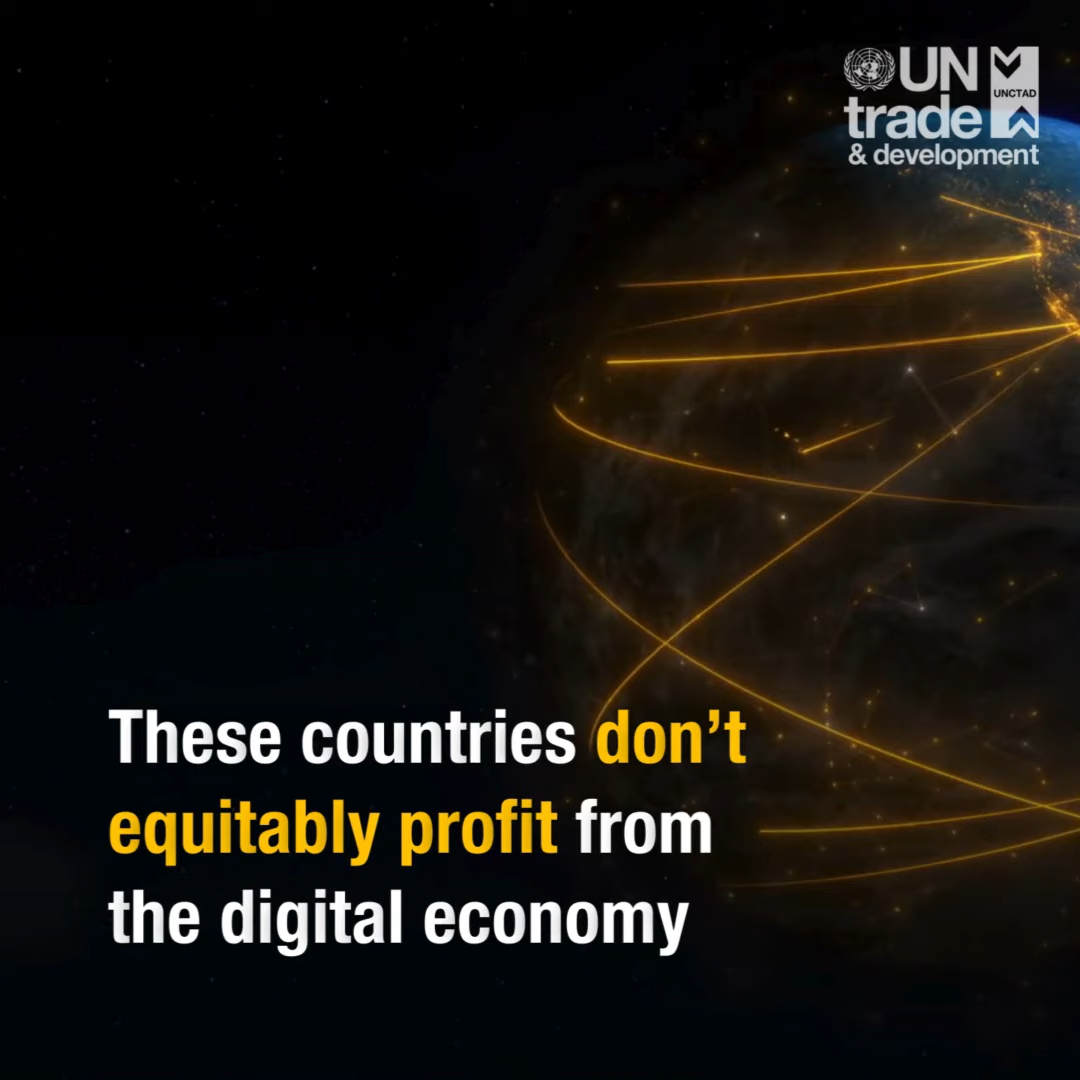 UN
UNCTAD
trade
& development
These countries don’t
equitably profit from
the digital economy